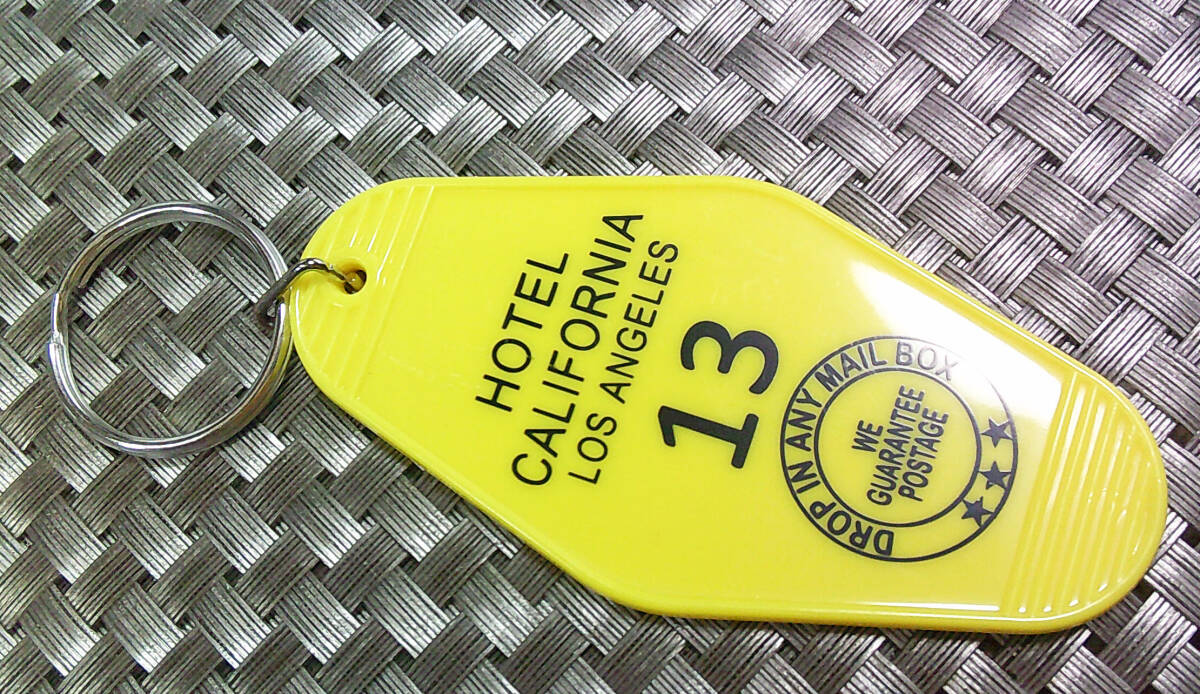 HOTEL
CALIFORNIA
LOS ANGELES
13
DROP IN ANY MAIL BOX
WE
GUARANTEE
POSTAGE